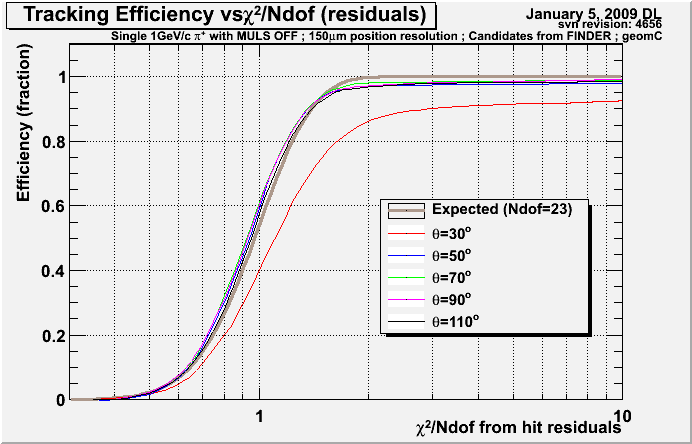 Tracking Efficiency vsχ²/Ndof (residuals)
January 5, 2009 DL
svn revision: 4656
Single 1GeV/c π⁺ with MULS OFF ; 150μm position resolution ; Candidates from FINDER ; geomC
Efficiency (fraction)
1
0.8
0.6
0.4
0.2
0
Expected (Ndof=23)
θ=30°
θ=50°
θ=70°
θ=90°
θ=110°
1
10
χ²/Ndof from hit residuals